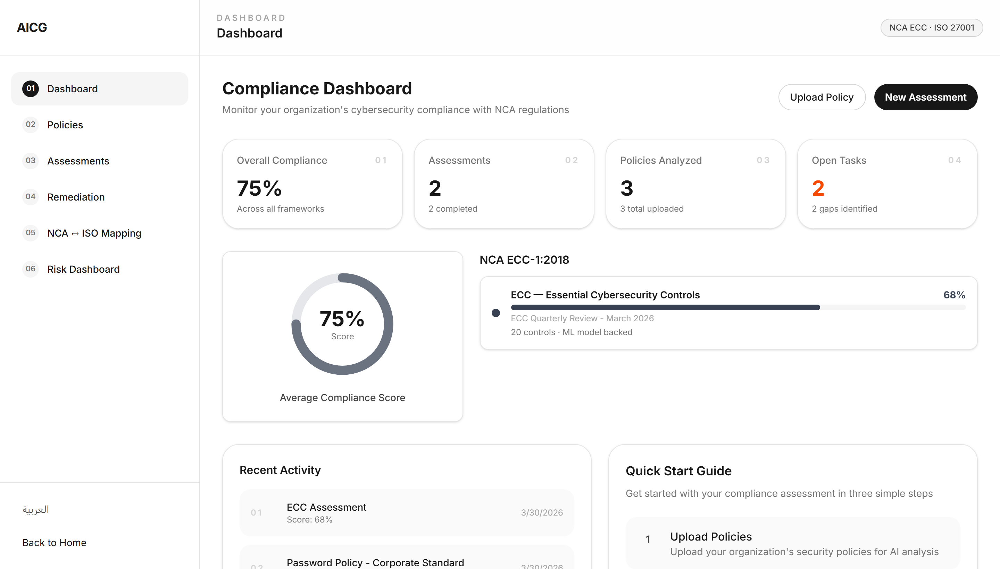 AICG
DASHBOARD
Dashboard
NCA ECC · ISO 27001
01 Dashboard
02 Policies
03 Assessments
04 Remediation
05 NCA ↔ ISO Mapping
06 Risk Dashboard
العربية
Back to Home
Compliance Dashboard
Monitor your organization's cybersecurity compliance with NCA regulations
Upload Policy
New Assessment
Overall Compliance 01
75%
Across all frameworks
Assessments 02
2
2 completed
Policies Analyzed 03
3
3 total uploaded
Open Tasks 04
2
2 gaps identified
75%
Score
Average Compliance Score
NCA ECC-1:2018
ECC — Essential Cybersecurity Controls 68%
ECC Quarterly Review - March 2026
20 controls · ML model backed
Recent Activity
01 ECC Assessment 3/30/2026
Score: 68%
02 Password Policy - Corporate Standard 3/30/2026
Quick Start Guide
Get started with your compliance assessment in three simple steps
1 Upload Policies
Upload your organization's security policies for AI analysis